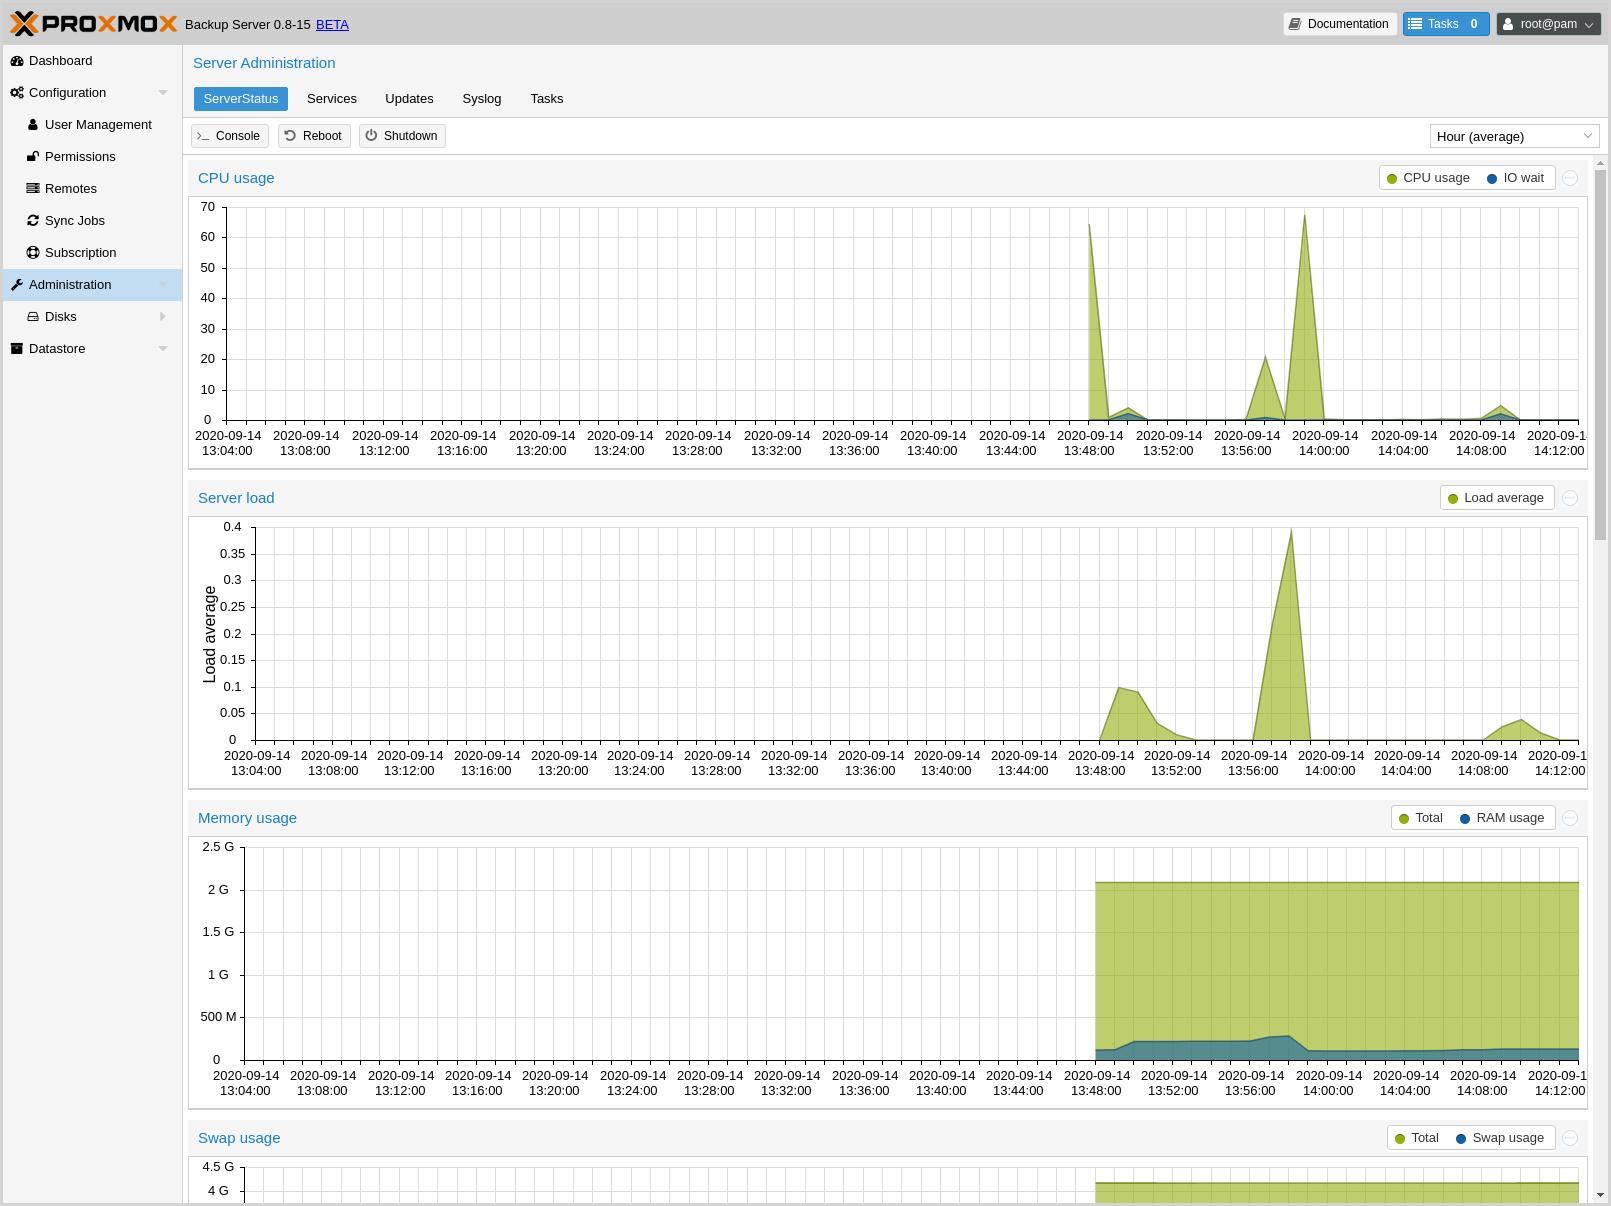 PROXMOX Backup Server 0.8-15 BETA Documentation Tasks 0 root@pam
Dashboard
Configuration
User Management
Permissions
Remotes
Sync Jobs
Subscription
Administration
Disks
Datastore
Server Administration
ServerStatus Services Updates Syslog Tasks
Console Reboot Shutdown Hour (average)
CPU usage CPU usage IO wait
70
60
50
40
30
20
10
0
2020-09-14 2020-09-14 2020-09-14 2020-09-14 2020-09-14 2020-09-14 2020-09-14 2020-09-14 2020-09-14 2020-09-14 2020-09-14 2020-09-14 2020-09-14 2020-09-14 2020-09-14 2020-09-14 2020-09-14 2020-09-1
13:04:00 13:08:00 13:12:00 13:16:00 13:20:00 13:24:00 13:28:00 13:32:00 13:36:00 13:40:00 13:44:00 13:48:00 13:52:00 13:56:00 14:00:00 14:04:00 14:08:00 14:12:00
Server load Load average
Load average
0.4
0.35
0.3
0.25
0.2
0.15
0.1
0.05
0
2020-09-14 2020-09-14 2020-09-14 2020-09-14 2020-09-14 2020-09-14 2020-09-14 2020-09-14 2020-09-14 2020-09-14 2020-09-14 2020-09-14 2020-09-14 2020-09-14 2020-09-14 2020-09-14 2020-09-14 2020-09-1
13:04:00 13:08:00 13:12:00 13:16:00 13:20:00 13:24:00 13:28:00 13:32:00 13:36:00 13:40:00 13:44:00 13:48:00 13:52:00 13:56:00 14:00:00 14:04:00 14:08:00 14:12:00
Memory usage Total RAM usage
2.5 G
2 G
1.5 G
1 G
500 M
0
2020-09-14 2020-09-14 2020-09-14 2020-09-14 2020-09-14 2020-09-14 2020-09-14 2020-09-14 2020-09-14 2020-09-14 2020-09-14 2020-09-14 2020-09-14 2020-09-14 2020-09-14 2020-09-14 2020-09-14 2020-09-1
13:04:00 13:08:00 13:12:00 13:16:00 13:20:00 13:24:00 13:28:00 13:32:00 13:36:00 13:40:00 13:44:00 13:48:00 13:52:00 13:56:00 14:00:00 14:04:00 14:08:00 14:12:00
Swap usage Total Swap usage
4.5 G
4 G